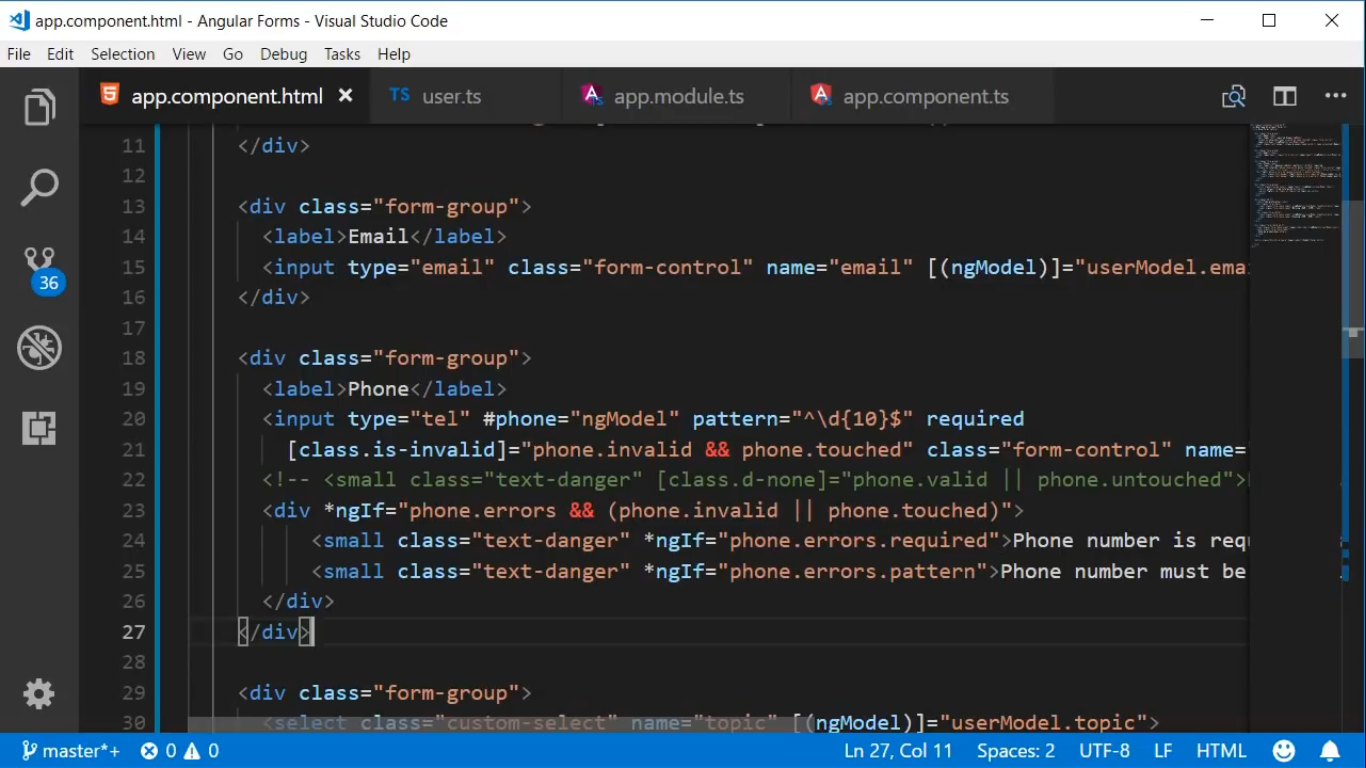 app.component.html - Angular Forms - Visual Studio Code
File Edit Selection View Go Debug Tasks Help
app.component.html TS user.ts app.module.ts app.component.ts
11 </div>
12
13 <div class="form-group">
14 <label>Email</label>
15 <input type="email" class="form-control" name="email" [(ngModel)]="userModel.emai
16 </div>
17
18 <div class="form-group">
19 <label>Phone</label>
20 <input type="tel" #phone="ngModel" pattern="^\d{10}$" required
21 [class.is-invalid]="phone.invalid && phone.touched" class="form-control" name=
22 <!-- <small class="text-danger" [class.d-none]="phone.valid || phone.untouched">
23 <div *ngIf="phone.errors && (phone.invalid || phone.touched)">
24 <small class="text-danger" *ngIf="phone.errors.required">Phone number is req
25 <small class="text-danger" *ngIf="phone.errors.pattern">Phone number must be
26 </div>
27 </div>
28
29 <div class="form-group">
30 <select class="custom-select" name="topic" [(ngModel)]="userModel.topic">
36
master*+ 0 0 Ln 27, Col 11 Spaces: 2 UTF-8 LF HTML